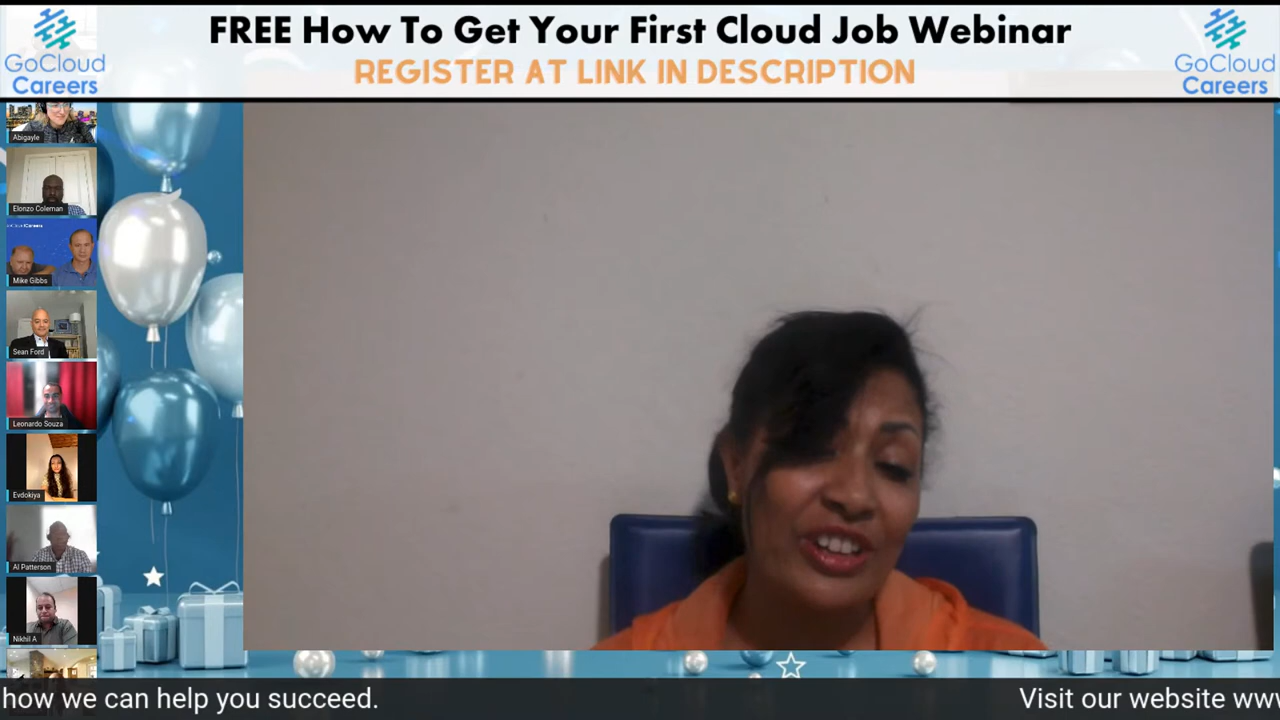 FREE How To Get Your First Cloud Job Webinar
REGISTER AT LINK IN DESCRIPTION
GoCloud
Careers
GoCloud
Careers
Abigayle
Elonzo Coleman
Mike Gibbs
Sean Ford
Leonardo Souza
Evdokiya
Al Patterson
Nikhil A
how we can help you succeed.
Visit our website www